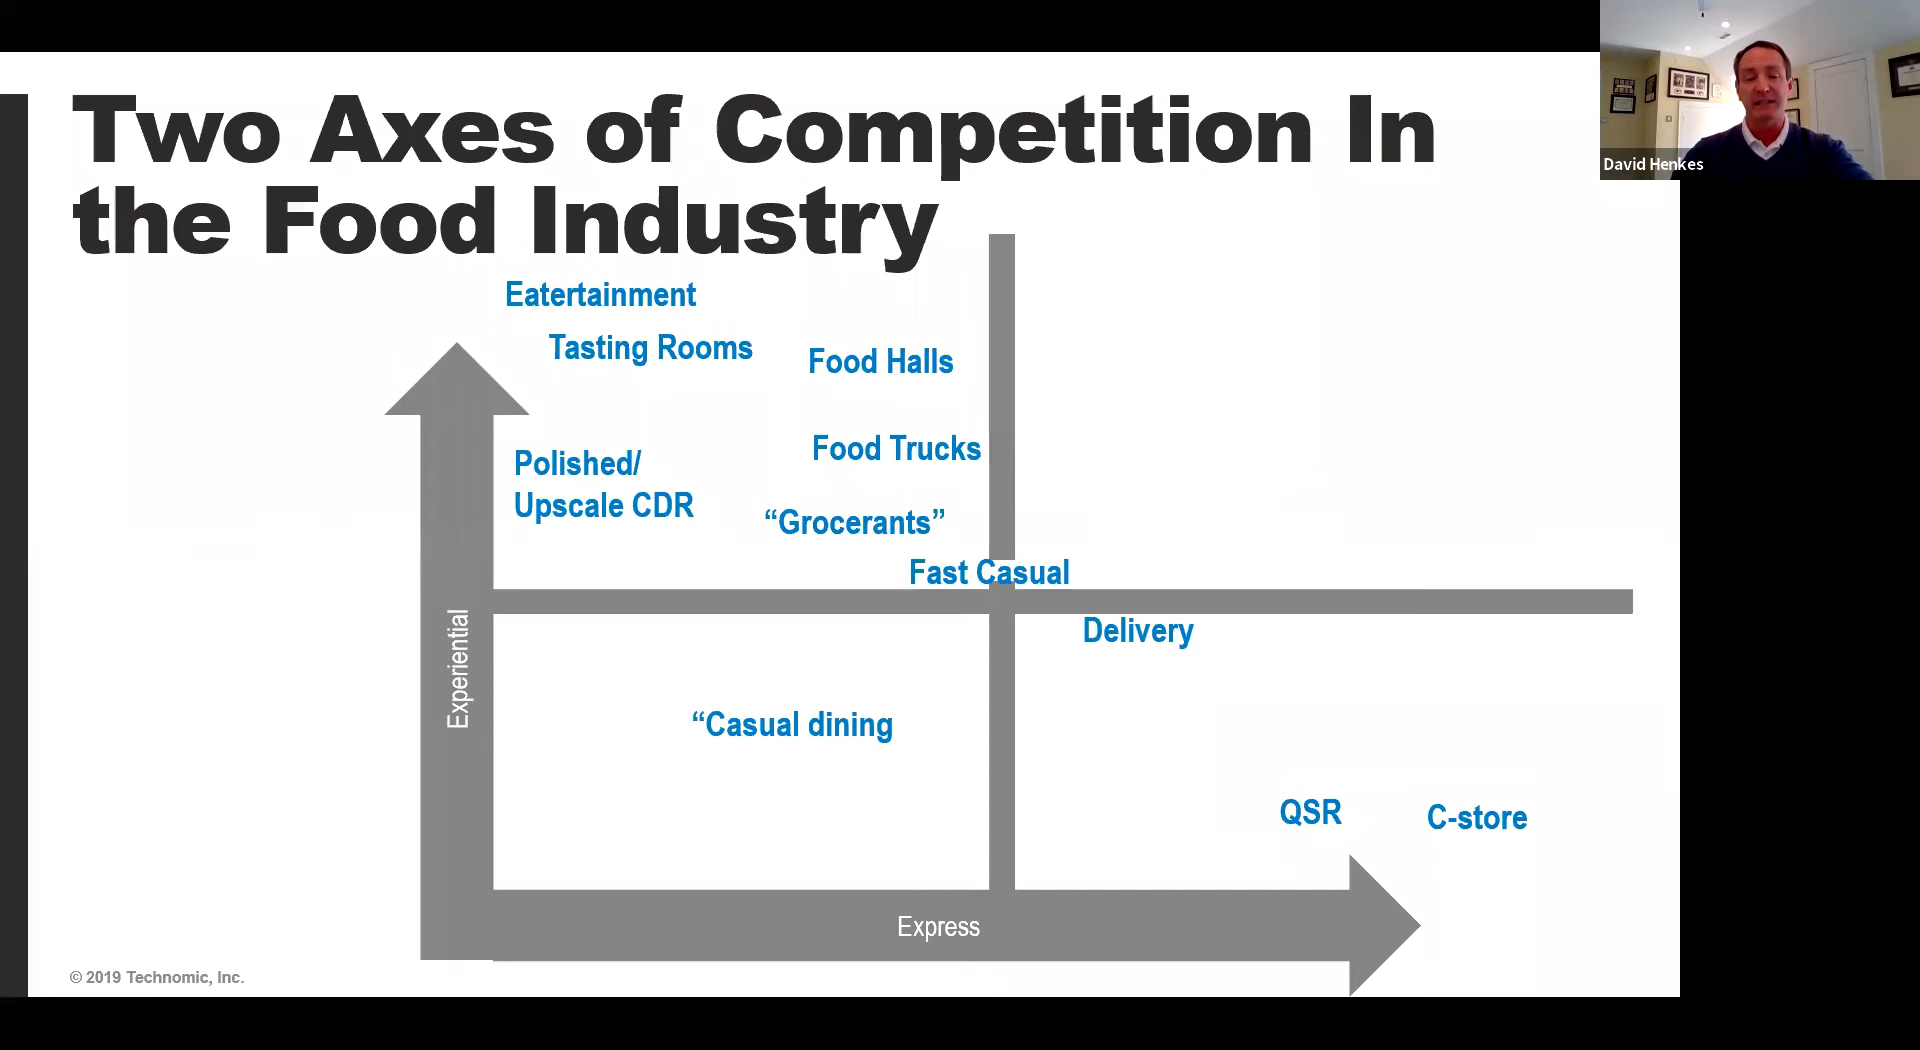 Two Axes of Competition In
the Food Industry
David Henkes
Eatertainment
Tasting Rooms
Food Halls
Food Trucks
Polished/
Upscale CDR
“Grocerants”
Fast Casual
Experiential
Delivery
“Casual dining
QSR
C-store
Express
© 2019 Technomic, Inc.